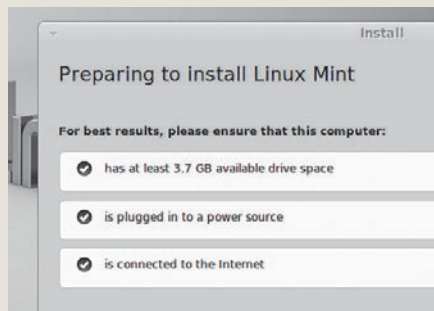 Install
Preparing to install Linux Mint
For best results, please ensure that this computer:
has at least 3.7 GB available drive space
is plugged in to a power source
is connected to the Internet